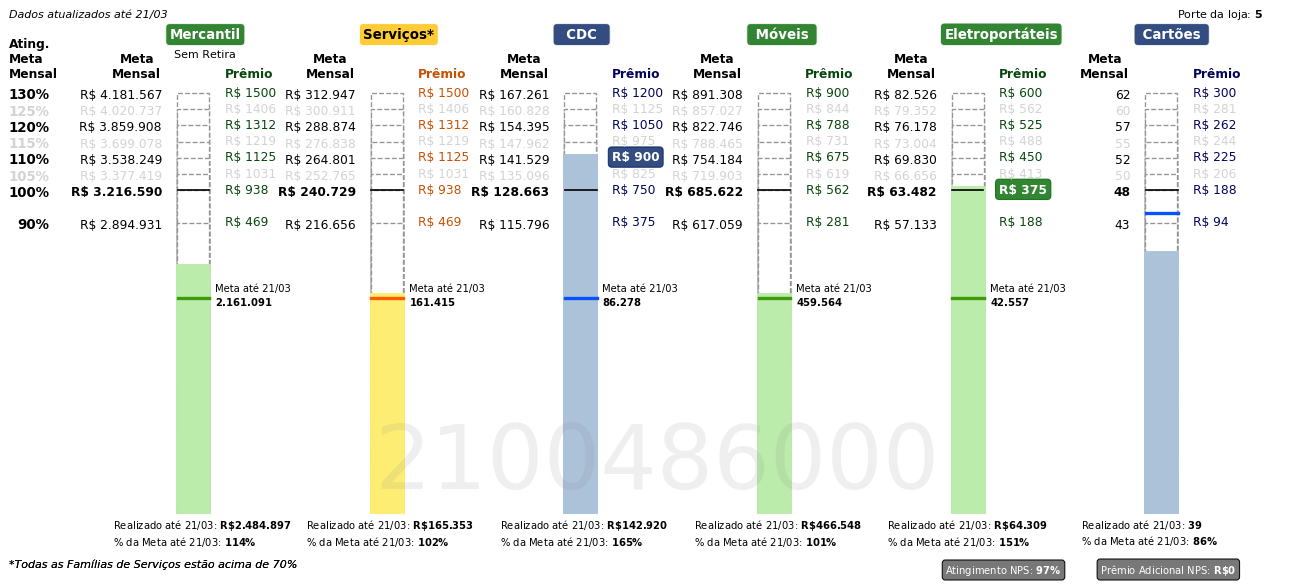 Dados atualizados até 21/03
Porte da loja: 5
Mercantil Serviços* CDC Móveis Eletroportáteis Cartões
Sem Retira
Ating. Meta Mensal
Meta Mensal Prêmio Meta Mensal Prêmio Meta Mensal Prêmio Meta Mensal Prêmio Meta Mensal Prêmio Meta Mensal Prêmio
130% R$ 4.181.567 R$ 1500 R$ 312.947 R$ 1500 R$ 167.261 R$ 1200 R$ 891.308 R$ 900 R$ 82.526 R$ 600 62 R$ 300
125% R$ 4.020.737 R$ 1406 R$ 300.911 R$ 1406 R$ 160.828 R$ 1125 R$ 857.027 R$ 844 R$ 79.352 R$ 562 60 R$ 281
120% R$ 3.859.908 R$ 1312 R$ 288.874 R$ 1312 R$ 154.395 R$ 1050 R$ 822.746 R$ 788 R$ 76.178 R$ 525 57 R$ 262
115% R$ 3.699.078 R$ 1219 R$ 276.838 R$ 1219 R$ 147.962 R$ 975 R$ 788.465 R$ 731 R$ 73.004 R$ 488 55 R$ 244
110% R$ 3.538.249 R$ 1125 R$ 264.801 R$ 1125 R$ 141.529 R$ 900 R$ 754.184 R$ 675 R$ 69.830 R$ 450 52 R$ 225
105% R$ 3.377.419 R$ 1031 R$ 252.765 R$ 1031 R$ 135.096 R$ 825 R$ 719.903 R$ 619 R$ 66.656 R$ 413 50 R$ 206
100% R$ 3.216.590 R$ 938 R$ 240.729 R$ 938 R$ 128.663 R$ 750 R$ 685.622 R$ 562 R$ 63.482 R$ 375 48 R$ 188
90% R$ 2.894.931 R$ 469 R$ 216.656 R$ 469 R$ 115.796 R$ 375 R$ 617.059 R$ 281 R$ 57.133 R$ 188 43 R$ 94
Meta até 21/03 Meta até 21/03 Meta até 21/03 Meta até 21/03 Meta até 21/03
2.161.091 161.415 86.278 459.564 42.557
2100486000
Realizado até 21/03: R$2.484.897 Realizado até 21/03: R$165.353 Realizado até 21/03: R$142.920 Realizado até 21/03: R$466.548 Realizado até 21/03: R$64.309 Realizado até 21/03: 39
% da Meta até 21/03: 114% % da Meta até 21/03: 102% % da Meta até 21/03: 165% % da Meta até 21/03: 101% % da Meta até 21/03: 151% % da Meta até 21/03: 86%
*Todas as Famílias de Serviços estão acima de 70%
Atingimento NPS: 97% Prêmio Adicional NPS: R$0